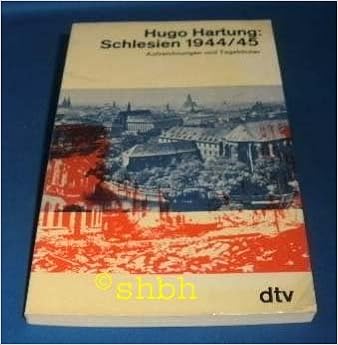 Hugo Hartung:
Schlesien 1944/45
Aufzeichnungen und Tagebücher
©shbh
dtv